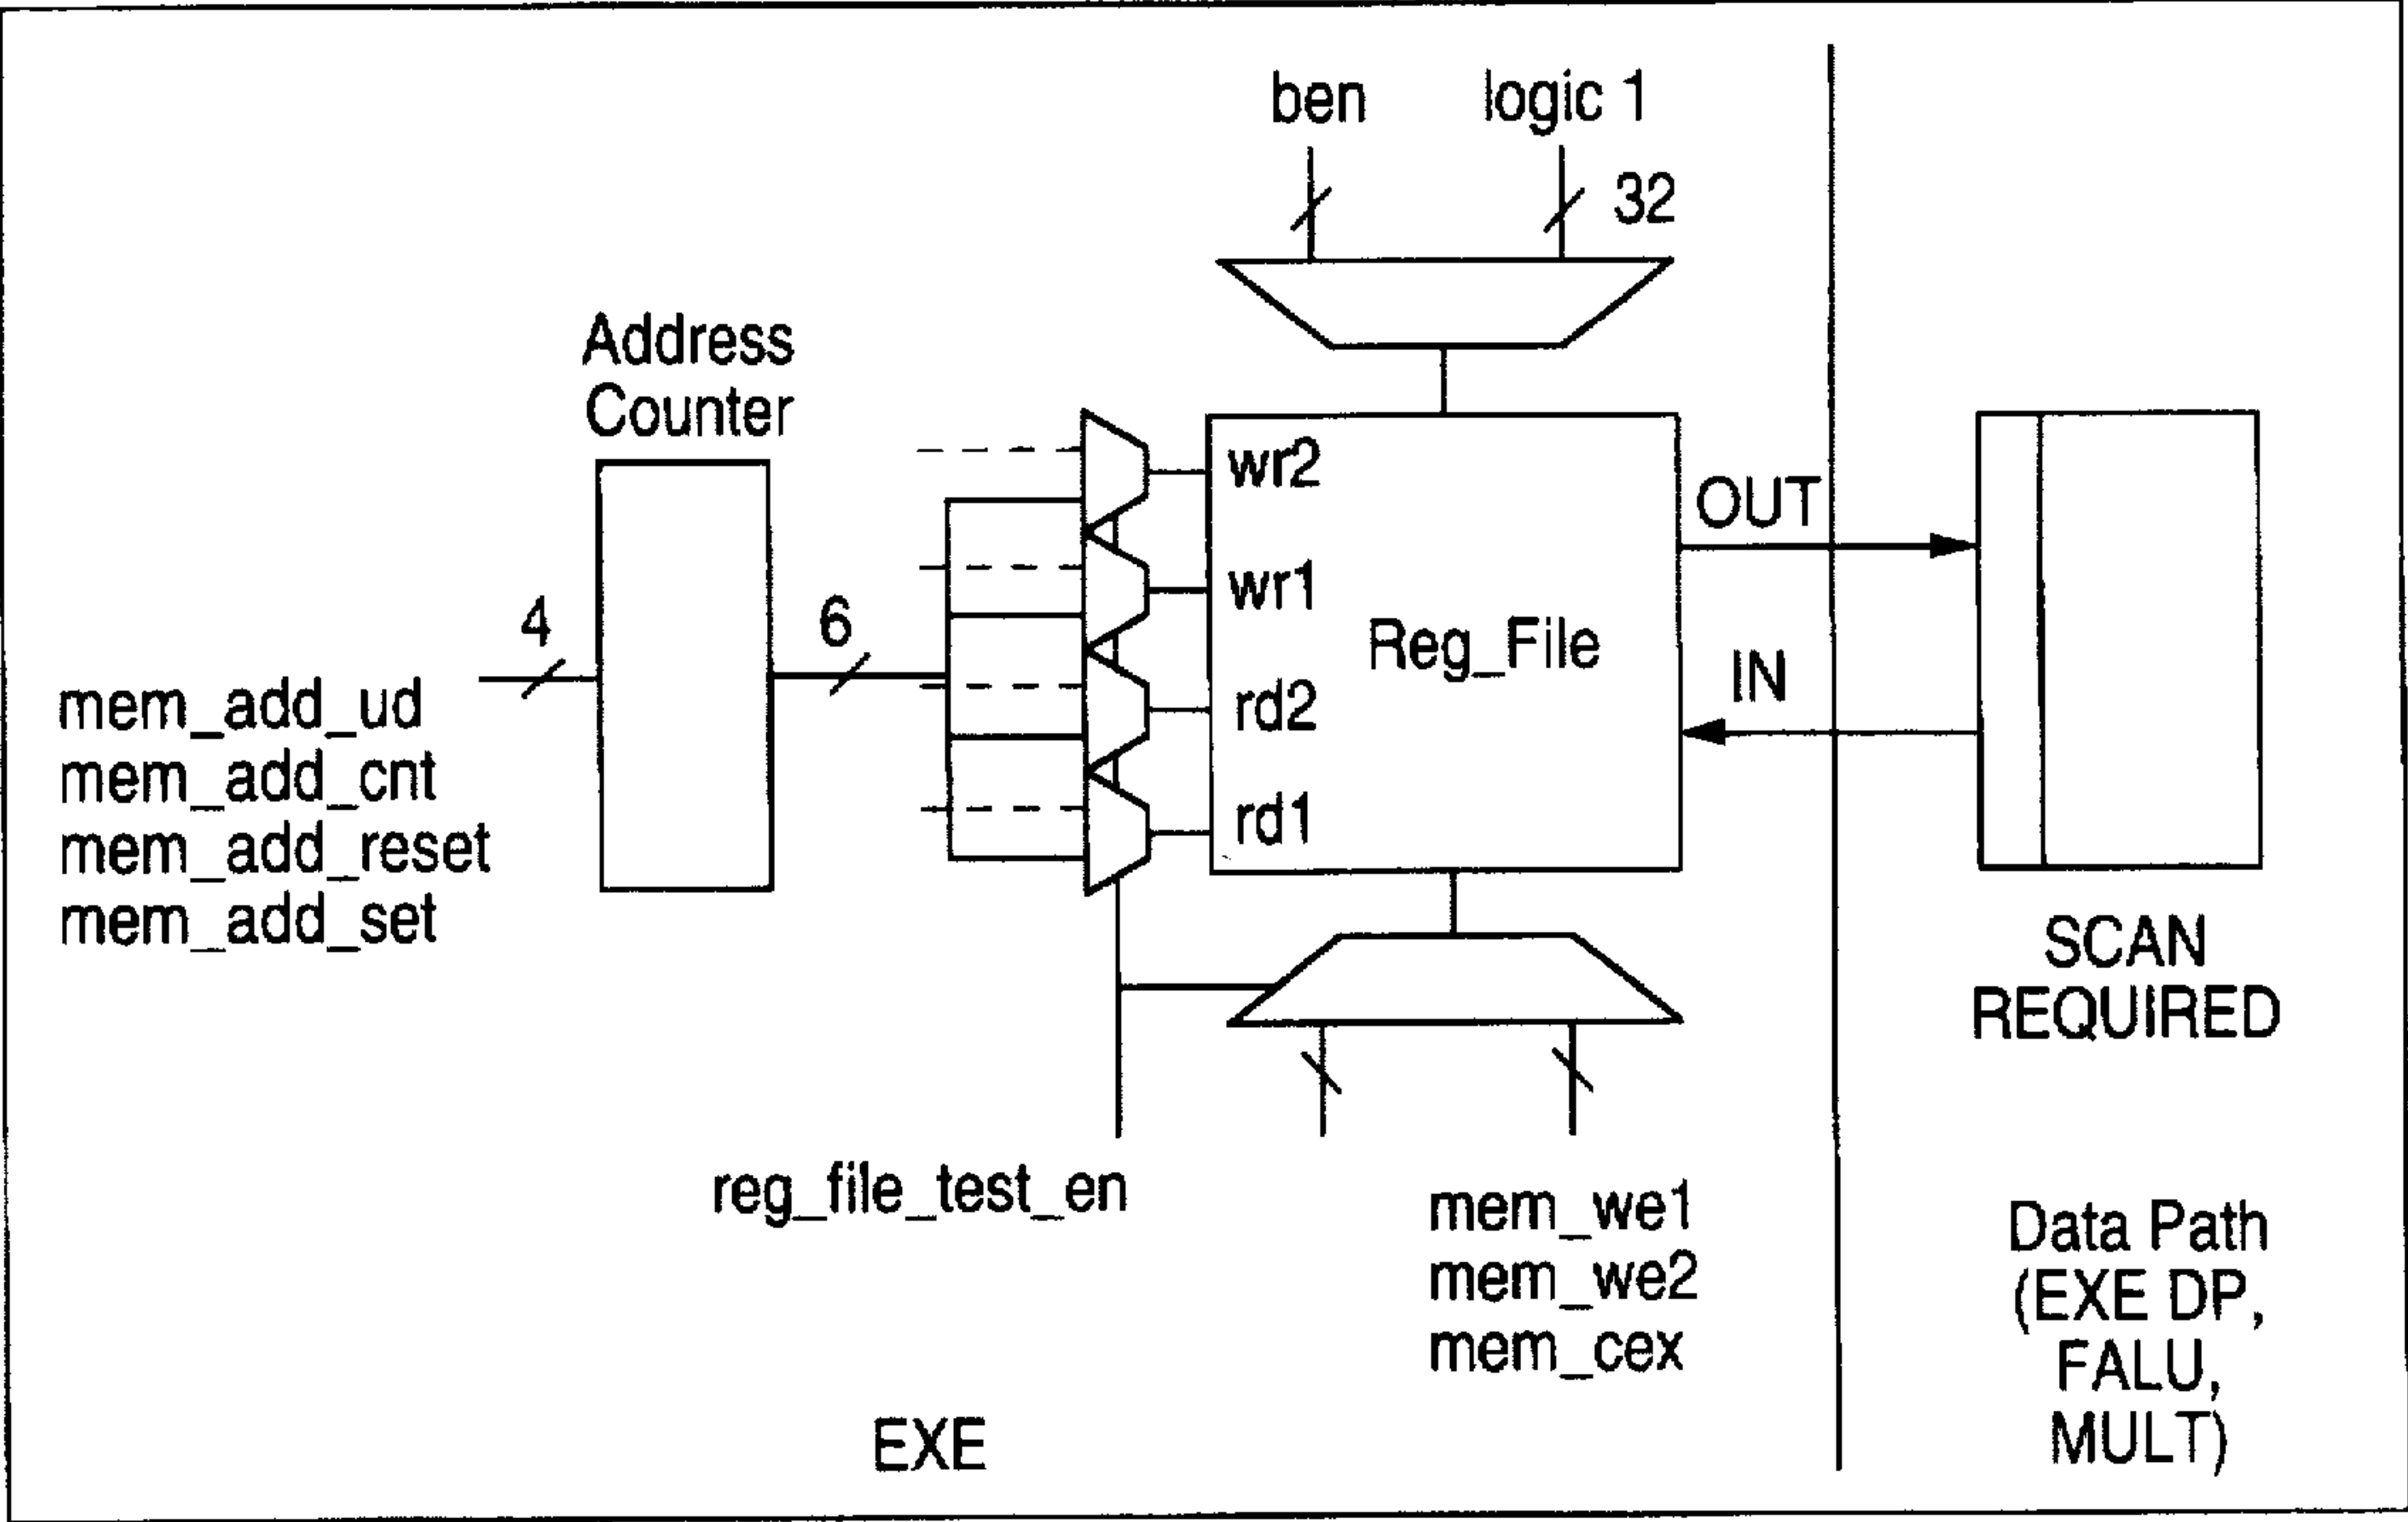 ben
logic 1
32
Address
Counter
4
6
mem_add_ud
mem_add_cnt
mem_add_reset
mem_add_set
wr2
wr1
rd2
rd1
Reg_File
OUT
IN
SCAN
REQUIRED
reg_file_test_en
mem_we1
mem_we2
mem_cex
EXE
Data Path
(EXE DP,
FALU,
MULT)